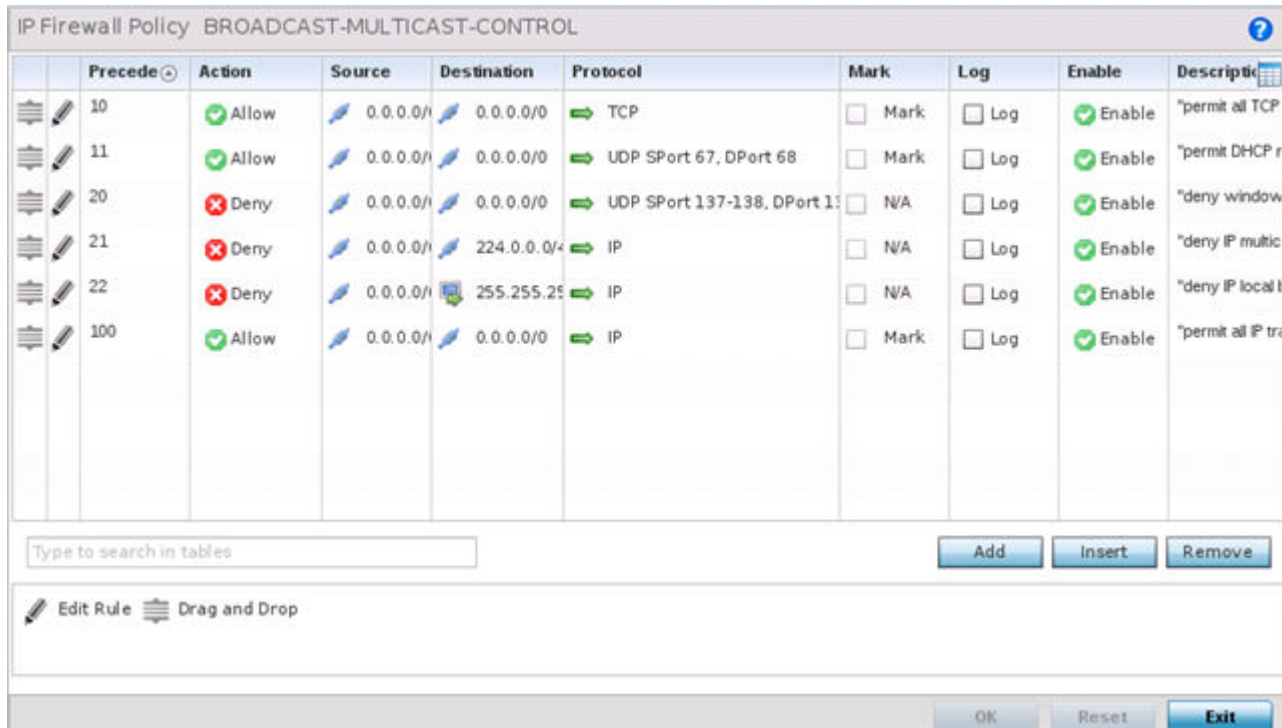 IP Firewall Policy BROADCAST-MULTICAST-CONTROL
Precede Action Source Destination Protocol Mark Log Enable Descriptic
10 Allow 0.0.0.0/ 0.0.0.0/0 TCP Mark Log Enable "permit all TCP
11 Allow 0.0.0.0/ 0.0.0.0/0 UDP SPort 67, DPort 68 Mark Log Enable "permit DHCP r
20 Deny 0.0.0.0/ 0.0.0.0/0 UDP SPort 137-138, DPort 13 N/A Log Enable "deny window
21 Deny 0.0.0.0/ 224.0.0.0/4 IP N/A Log Enable "deny IP multic
22 Deny 0.0.0.0/ 255.255.25 IP N/A Log Enable "deny IP local b
100 Allow 0.0.0.0/ 0.0.0.0/0 IP Mark Log Enable "permit all IP tra
Type to search in tables Add Insert Remove
Edit Rule Drag and Drop
OK Reset Exit